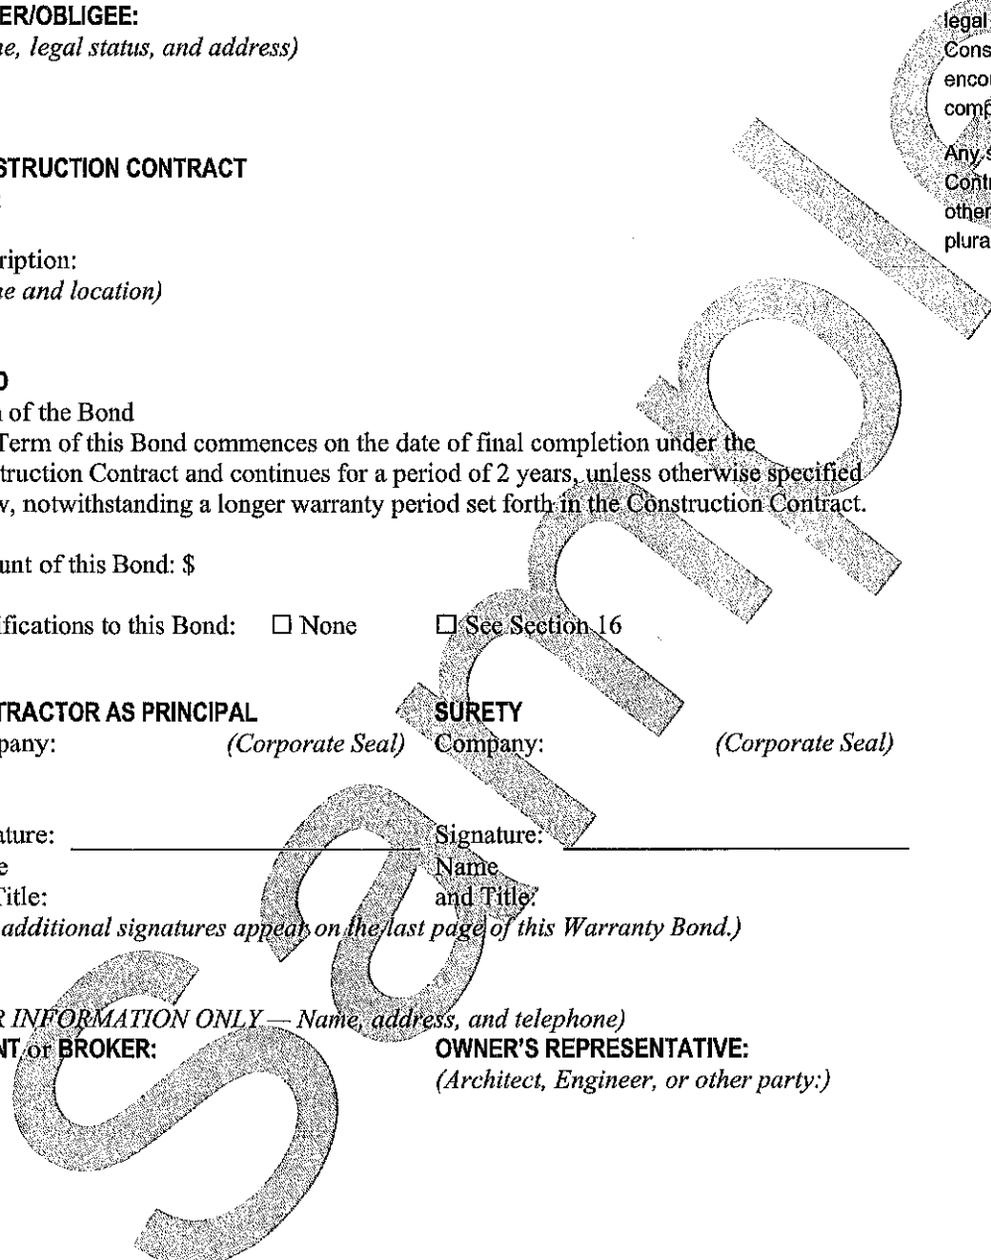 ER/OBLIGEE:
e, legal status, and address)
STRUCTION CONTRACT
:
ription:
e and location)
D
of the Bond
Term of this Bond commences on the date of final completion under the
truction Contract and continues for a period of 2 years, unless otherwise specified
w, notwithstanding a longer warranty period set forth in the Construction Contract.
unt of this Bond: $
ifications to this Bond: ☐ None ☐ See Section 16
TRACTOR AS PRINCIPAL SURETY
pany: (Corporate Seal) Company: (Corporate Seal)
ature: Signature:
e Name
Title: and Title:
additional signatures appear on the last page of this Warranty Bond.)
R INFORMATION ONLY — Name, address, and telephone)
NT or BROKER: OWNER'S REPRESENTATIVE:
(Architect, Engineer, or other party:)
legal
Cons
encou
comp
Any s
Contr
other
plura
Sample